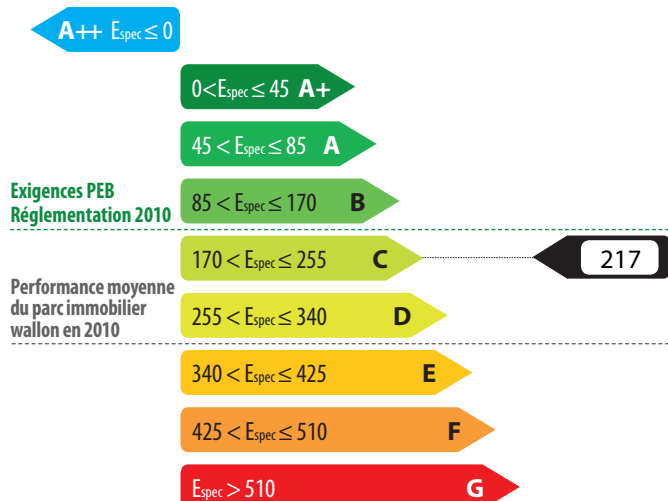 A++ Espec ≤ 0
0<Espec ≤ 45 A+
45 < Espec ≤ 85 A
Exigences PEB
Réglementation 2010
85 < Espec ≤ 170 B
170 < Espec ≤ 255 C
217
Performance moyenne
du parc immobilier
wallon en 2010
255 < Espec ≤ 340 D
340 < Espec ≤ 425 E
425 < Espec ≤ 510 F
Espec > 510 G